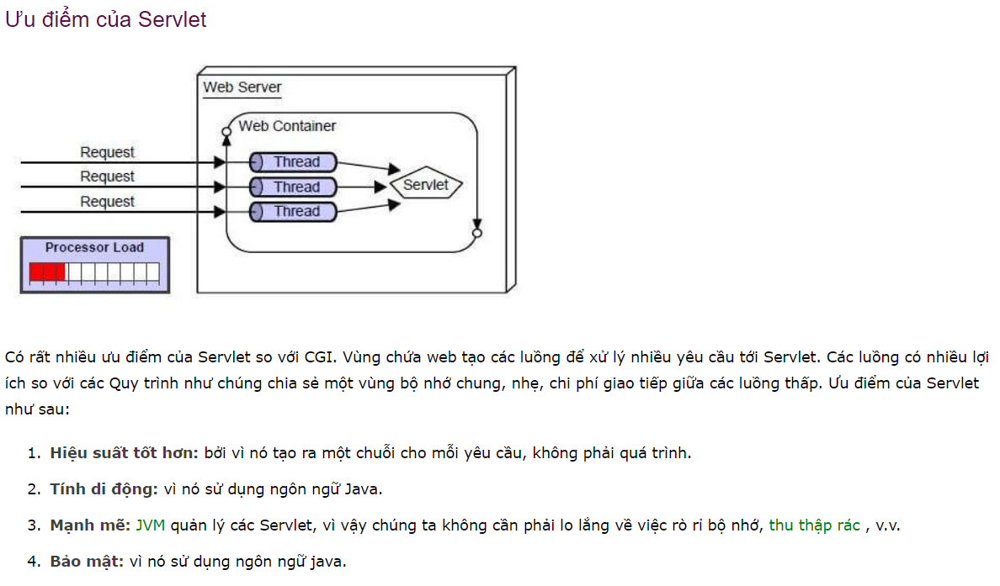 Ưu điểm của Servlet
Web Server
Web Container
Request
Thread
Request
Thread
Servlet
Request
Thread
Processor Load
Có rất nhiều ưu điểm của Servlet so với CGI. Vùng chứa web tạo các luồng để xử lý nhiều yêu cầu tới Servlet. Các luồng có nhiều lợi
ích so với các Quy trình như chúng chia sẻ một vùng bộ nhớ chung, nhẹ, chi phí giao tiếp giữa các luồng thấp. Ưu điểm của Servlet
như sau:
1. Hiệu suất tốt hơn: bởi vì nó tạo ra một chuỗi cho mỗi yêu cầu, không phải quá trình.
2. Tính di động: vì nó sử dụng ngôn ngữ Java.
3. Mạnh mẽ: JVM quản lý các Servlet, vì vậy chúng ta không cần phải lo lắng về việc rò rỉ bộ nhớ, thu thập rác , v.v.
4. Bảo mật: vì nó sử dụng ngôn ngữ java.